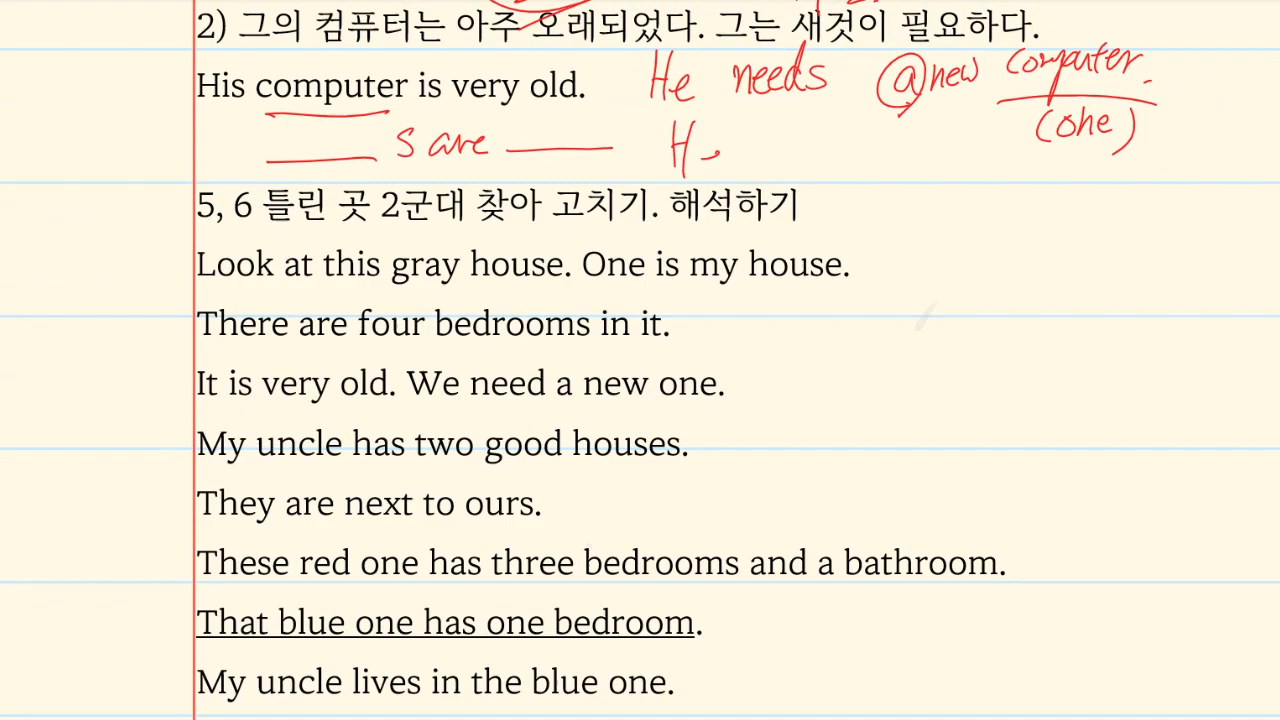 2) 그의 컴퓨터는 아주 오래되었다. 그는 새것이 필요하다.
His computer is very old. He needs a new computer.
(one)
s are H
5, 6 틀린 곳 2군대 찾아 고치기. 해석하기
Look at this gray house. One is my house.
There are four bedrooms in it.
It is very old. We need a new one.
My uncle has two good houses.
They are next to ours.
These red one has three bedrooms and a bathroom.
That blue one has one bedroom.
My uncle lives in the blue one.